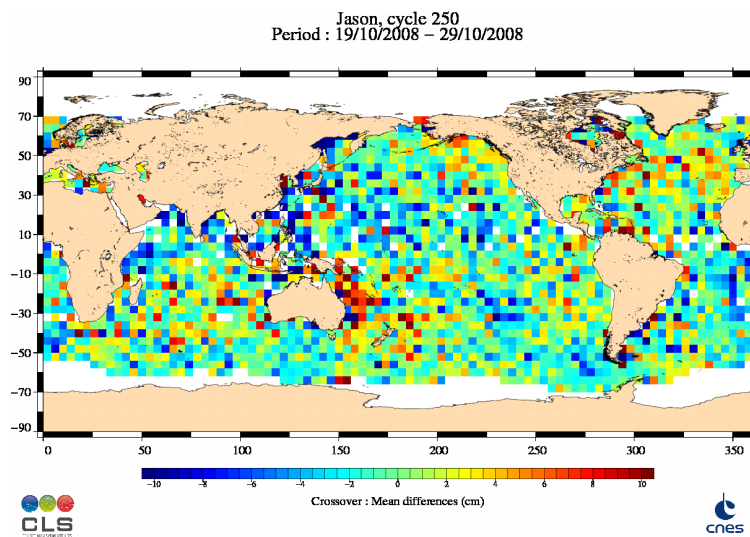 Jason, cycle 250
Period : 19/10/2008 − 29/10/2008
90
70
50
30
10
−10
−30
−50
−70
−90
0 50 100 150 200 250 300 350
−10 −8 −6 −4 −2 0 2 4 6 8 10
Crossover : Mean differences (cm)
CLS
cnes